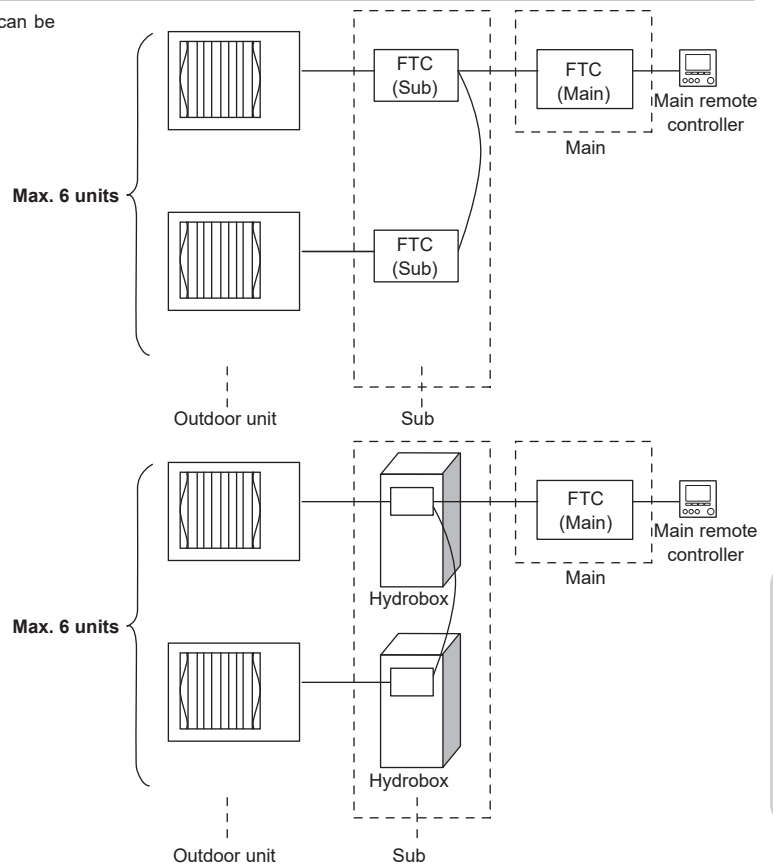 can be
FTC
(Sub)
FTC
(Main)
Main remote
controller
Main
Max. 6 units
FTC
(Sub)
Outdoor unit
Sub
FTC
(Main)
Main remote
controller
Main
Hydrobox
Max. 6 units
Hydrobox
Outdoor unit
Sub